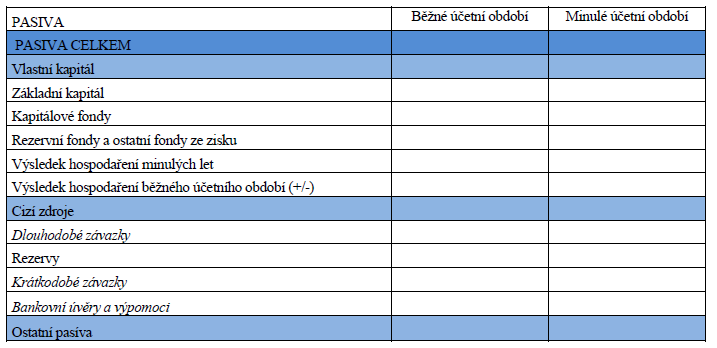 PASIVA Běžné účetní období Minulé účetní období
PASIVA CELKEM
Vlastní kapitál
Základní kapitál
Kapitálové fondy
Rezervní fondy a ostatní fondy ze zisku
Výsledek hospodaření minulých let
Výsledek hospodaření běžného účetního období (+/-)
Cizí zdroje
Dlouhodobé závazky
Rezervy
Krátkodobé závazky
Bankovní úvěry a výpomoci
Ostatní pasíva